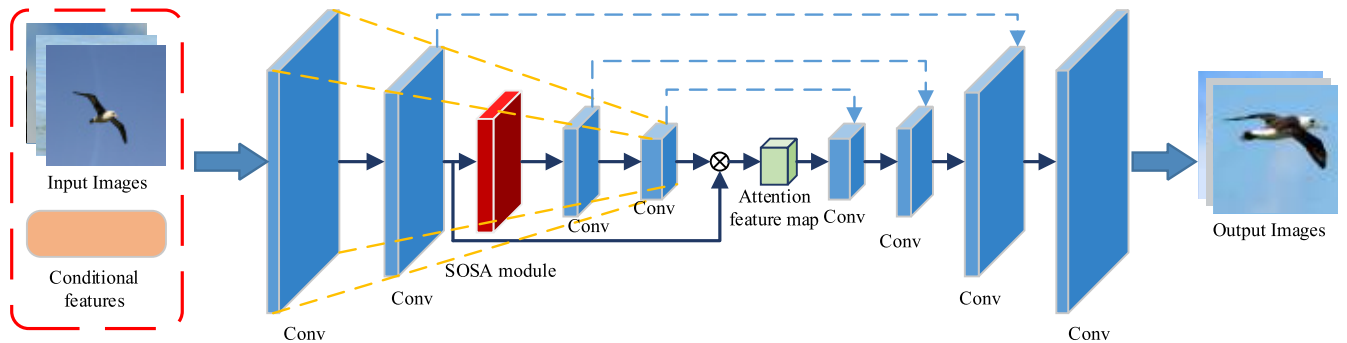 Input Images
Conditional
features
Conv
Conv
SOSA module
Conv
Conv
Attention
feature map
Conv
Conv
Conv
Conv
Output Images